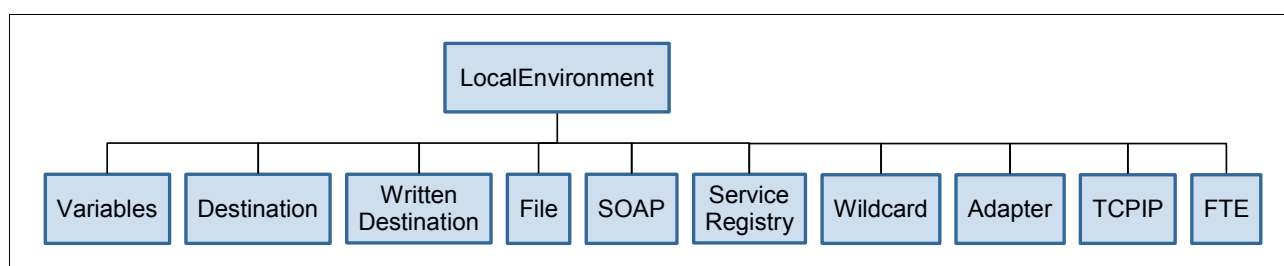 LocalEnvironment
Variables
Destination
Written
Destination
File
SOAP
Service
Registry
Wildcard
Adapter
TCPIP
FTE